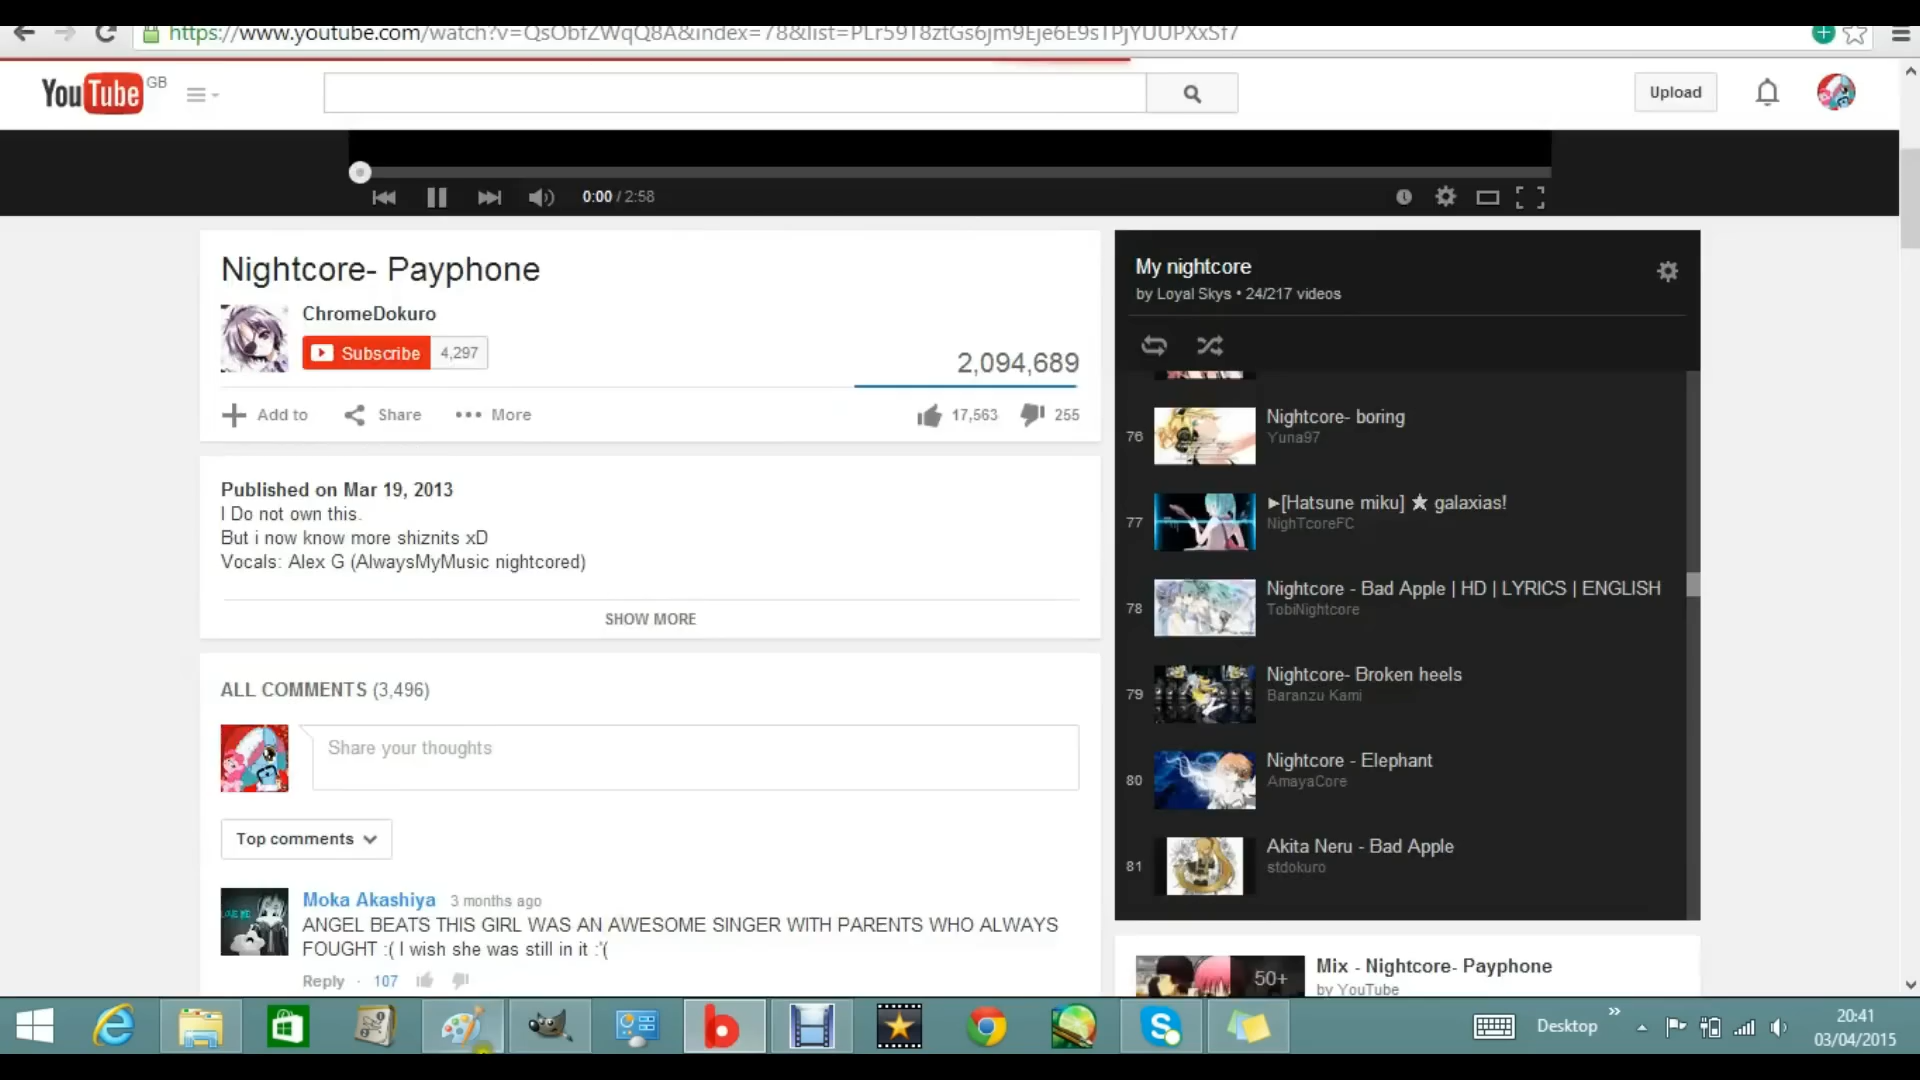 https://www.youtube.com/watch?v=QsObfZWqQ8A&index=78&list=PLr59T8ztGs6jm9Eje6E9sTPjYUUPXxSf7
YouTube GB
Upload
0:00 / 2:58
Nightcore- Payphone
ChromeDokuro
Subscribe 4,297
2,094,689
Add to Share More 17,563 255
Published on Mar 19, 2013
I Do not own this.
But i now know more shiznits xD
Vocals: Alex G (AlwaysMyMusic nightcored)
SHOW MORE
ALL COMMENTS (3,496)
Share your thoughts
Top comments
Moka Akashiya 3 months ago
ANGEL BEATS THIS GIRL WAS AN AWESOME SINGER WITH PARENTS WHO ALWAYS
FOUGHT :( I wish she was still in it :'(
Reply · 107
My nightcore
by Loyal Skys • 24/217 videos
76
Nightcore- boring
Yuna97
77
►[Hatsune miku] ★ galaxias!
NighTcoreFC
78
Nightcore - Bad Apple | HD | LYRICS | ENGLISH
TobiNightcore
79
Nightcore- Broken heels
Baranzu Kami
80
Nightcore - Elephant
AmayaCore
81
Akita Neru - Bad Apple
stdokuro
50+
Mix - Nightcore- Payphone
by YouTube
Desktop
20:41
03/04/2015